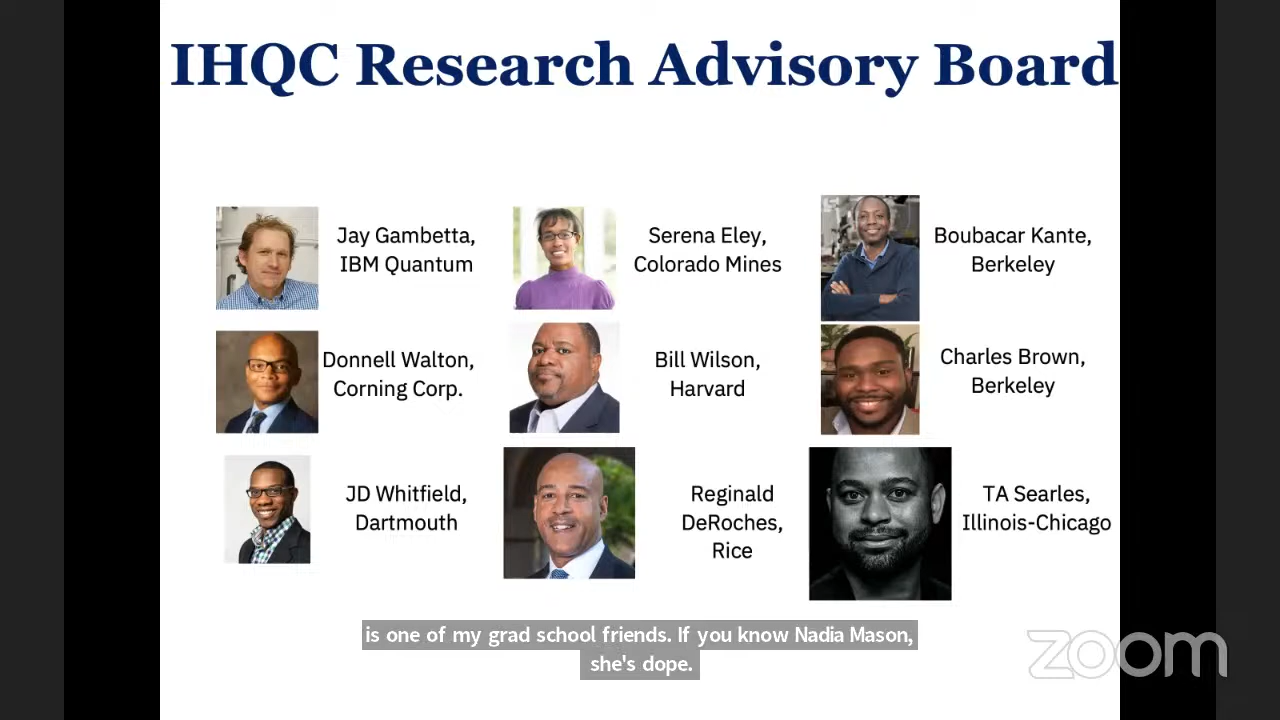 IHQC Research Advisory Board
Jay Gambetta,
IBM Quantum
Serena Eley,
Colorado Mines
Boubacar Kante,
Berkeley
Donnell Walton,
Corning Corp.
Bill Wilson,
Harvard
Charles Brown,
Berkeley
JD Whitfield,
Dartmouth
Reginald
DeRoches,
Rice
TA Searles,
Illinois-Chicago
is one of my grad school friends. If you know Nadia Mason,
she's dope.
zoom